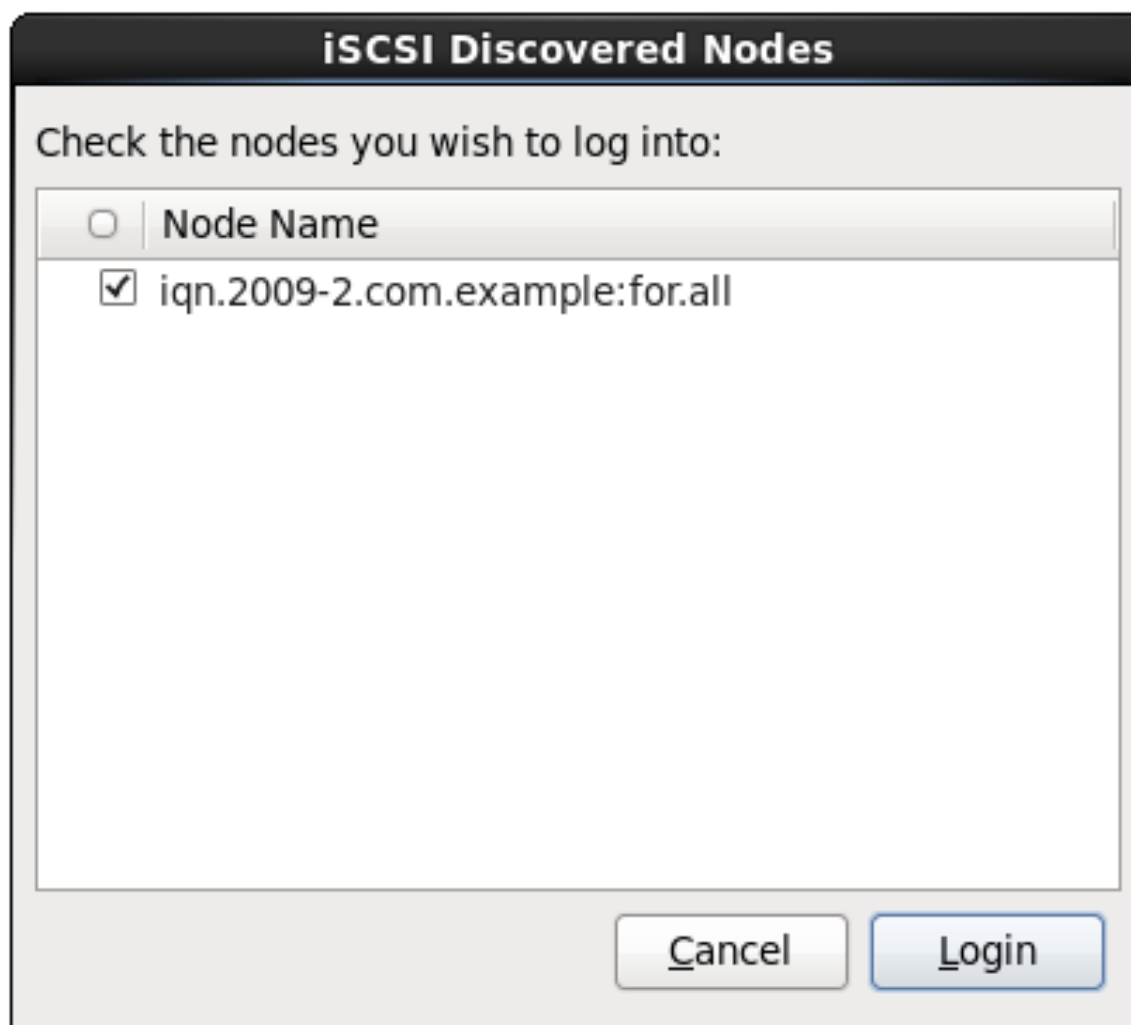 iSCSI Discovered Nodes
Check the nodes you wish to log into:
Node Name
iqn.2009-2.com.example:for.all
Cancel Login